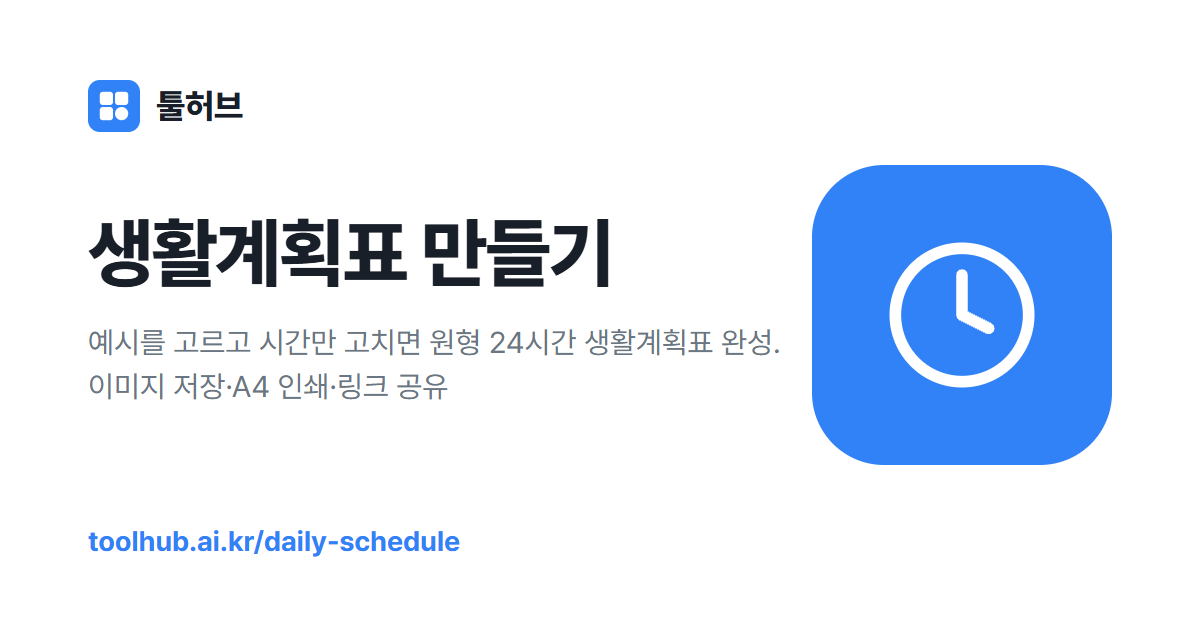 툴허브
생활계획표 만들기
예시를 고르고 시간만 고치면 원형 24시간 생활계획표 완성.
이미지 저장·A4 인쇄·링크 공유
toolhub.ai.kr/daily-schedule